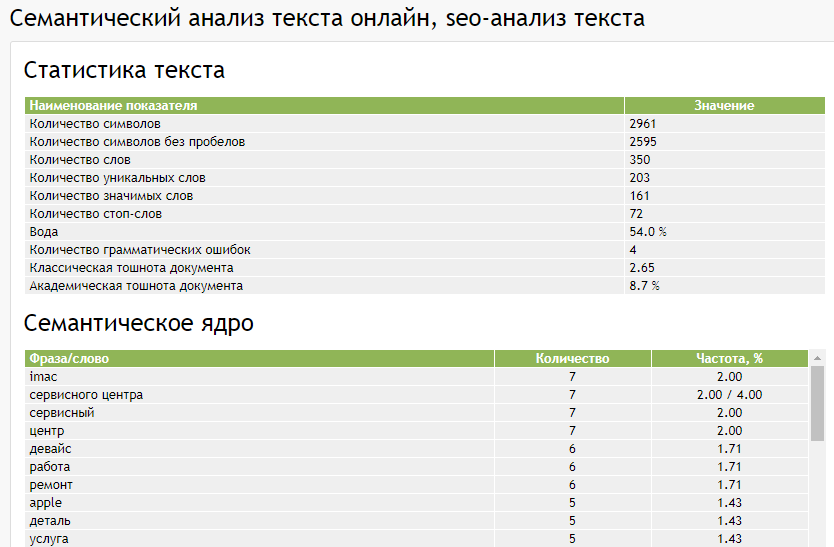 Семантический анализ текста онлайн, seo-анализ текста
Статистика текста
Наименование показателя Значение
Количество символов 2961
Количество символов без пробелов 2595
Количество слов 350
Количество уникальных слов 203
Количество значимых слов 161
Количество стоп-слов 72
Вода 54.0 %
Количество грамматических ошибок 4
Классическая тошнота документа 2.65
Академическая тошнота документа 8.7 %
Семантическое ядро
Фраза/слово Количество Частота, %
imac 7 2.00
сервисного центра 7 2.00 / 4.00
сервисный 7 2.00
центр 7 2.00
девайс 6 1.71
работа 6 1.71
ремонт 6 1.71
apple 5 1.43
деталь 5 1.43
услуга 5 1.43